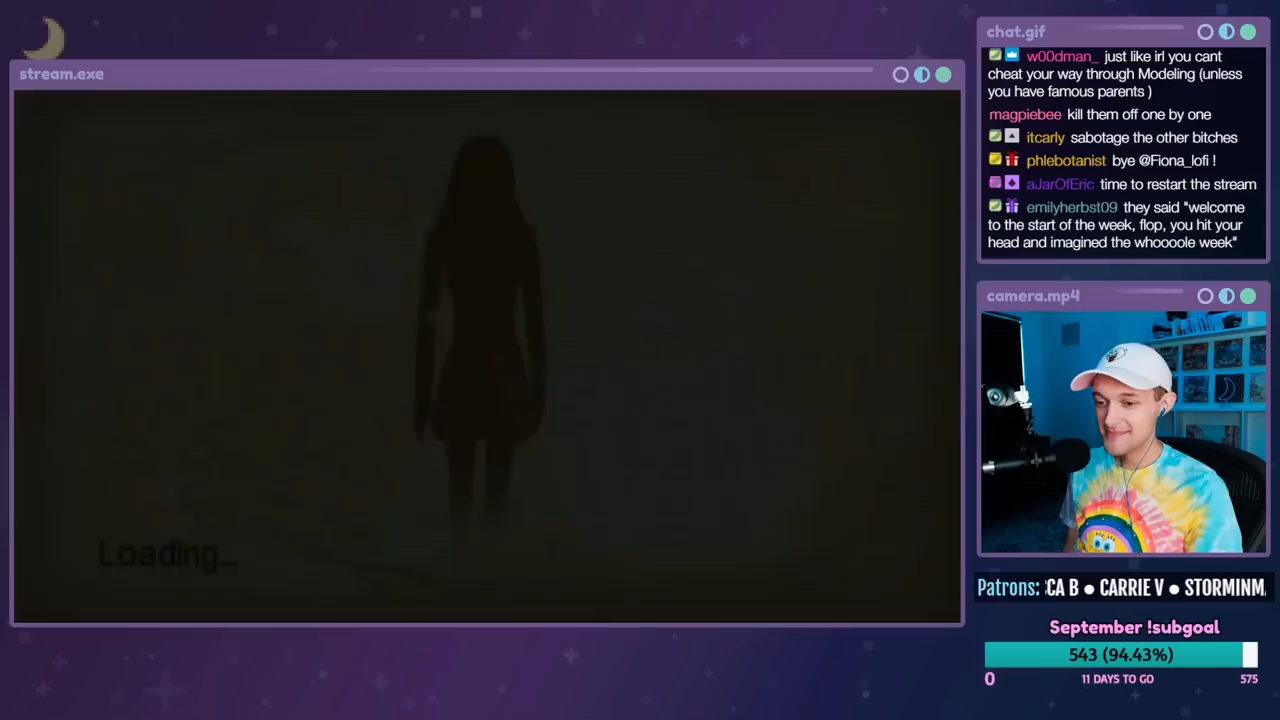 stream.exe
Loading...
chat.gif
w00dman_ just like irl you cant
cheat your way through Modeling (unless
you have famous parents )
magpiebee kill them off one by one
itcarly sabotage the other bitches
phlebotanist bye @Fiona_lofi !
aJarOfEric time to restart the stream
emilyherbst09 they said "welcome
to the start of the week, flop, you hit your
head and imagined the whoooole week"
camera.mp4
Patrons: CA B ● CARRIE V ● STORMINM
September !subgoal
543 (94.43%)
0 11 DAYS TO GO 575